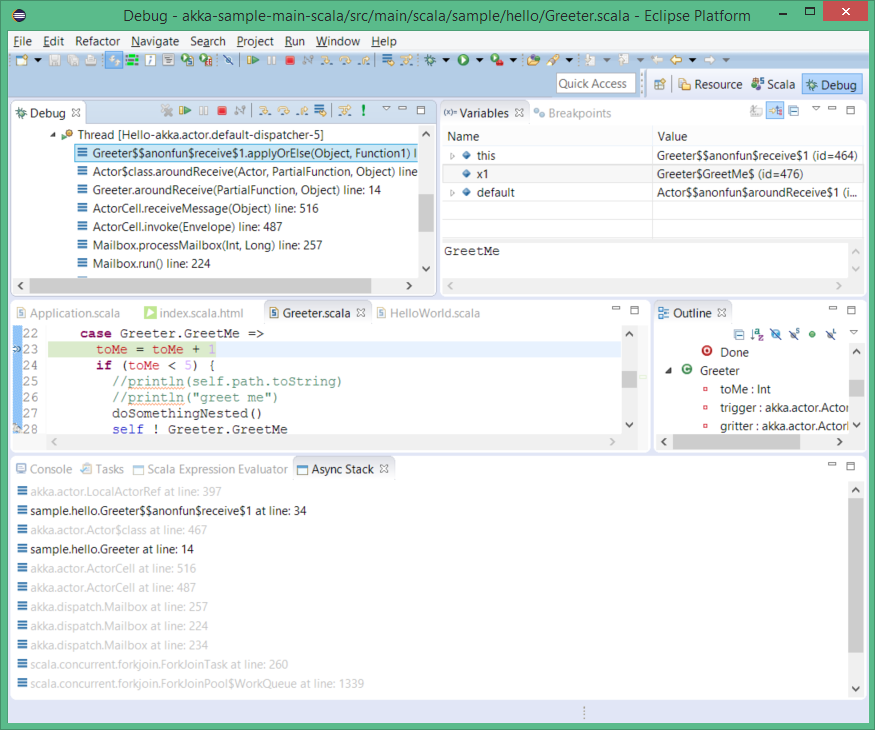 Debug - akka-sample-main-scala/src/main/scala/sample/hello/Greeter.scala - Eclipse Platform
File Edit Refactor Navigate Search Project Run Window Help
Quick Access Resource Scala Debug
Debug
Thread [Hello-akka.actor.default-dispatcher-5]
Greeter$$anonfun$receive$1.applyOrElse(Object, Function1) l
Actor$class.aroundReceive(Actor, PartialFunction, Object) line
Greeter.aroundReceive(PartialFunction, Object) line: 14
ActorCell.receiveMessage(Object) line: 516
ActorCell.invoke(Envelope) line: 487
Mailbox.processMailbox(Int, Long) line: 257
Mailbox.run() line: 224
(x)= Variables Breakpoints
Name Value
this Greeter$$anonfun$receive$1 (id=464)
x1 Greeter$GreetMe$ (id=476)
default Actor$$anonfun$aroundReceive$1 (i...
GreetMe
Application.scala index.scala.html Greeter.scala HelloWorld.scala
22 case Greeter.GreetMe =>
23 toMe = toMe + 1
24 if (toMe < 5) {
25 //println(self.path.toString)
26 //println("greet me")
27 doSomethingNested()
28 self ! Greeter.GreetMe
Outline
Done
Greeter
toMe : Int
trigger : akka.actor.Actor
gritter : akka.actor.Actor
Console Tasks Scala Expression Evaluator Async Stack
akka.actor.LocalActorRef at line: 397
sample.hello.Greeter$$anonfun$receive$1 at line: 34
akka.actor.Actor$class at line: 467
sample.hello.Greeter at line: 14
akka.actor.ActorCell at line: 516
akka.actor.ActorCell at line: 487
akka.dispatch.Mailbox at line: 257
akka.dispatch.Mailbox at line: 224
akka.dispatch.Mailbox at line: 234
scala.concurrent.forkjoin.ForkJoinTask at line: 260
scala.concurrent.forkjoin.ForkJoinPool$WorkQueue at line: 1339